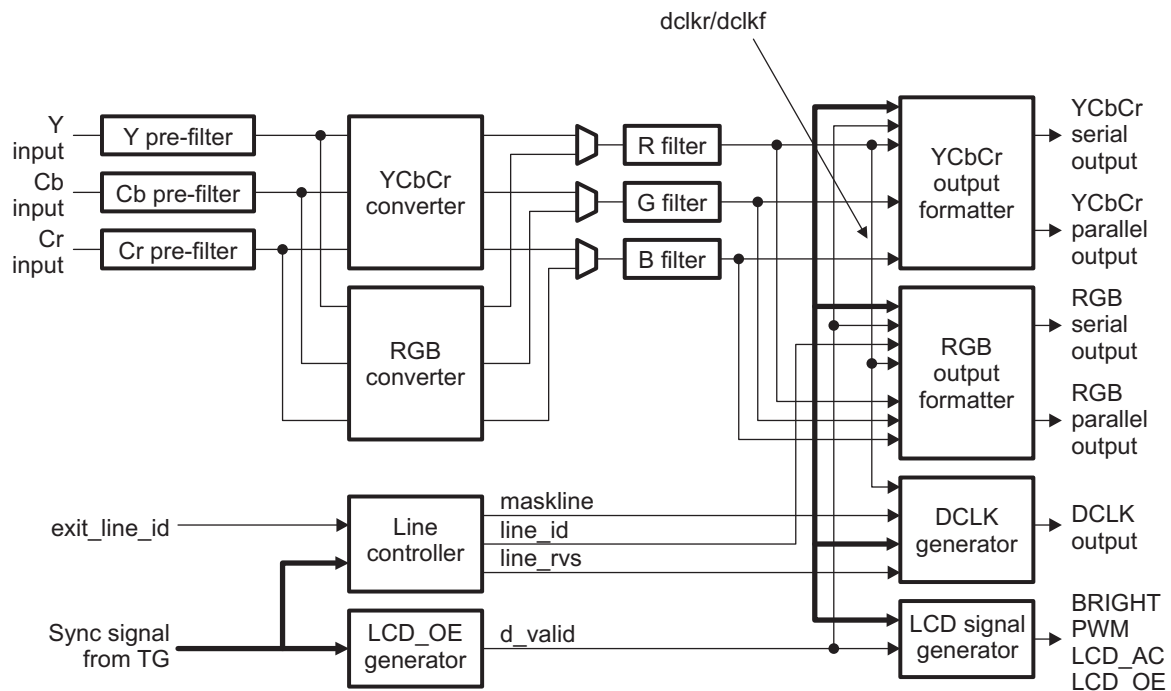 dclkr/dclkf
Y
input
Y pre-filter
Cb
input
Cb pre-filter
Cr
input
Cr pre-filter
YCbCr
converter
RGB
converter
R filter
G filter
B filter
YCbCr
output
formatter
YCbCr
serial
output
YCbCr
parallel
output
RGB
output
formatter
RGB
serial
output
RGB
parallel
output
exit_line_id
Line
controller
maskline
line_id
line_rvs
DCLK
generator
DCLK
output
Sync signal
from TG
LCD_OE
generator
d_valid
LCD signal
generator
BRIGHT
PWM
LCD_AC
LCD_OE